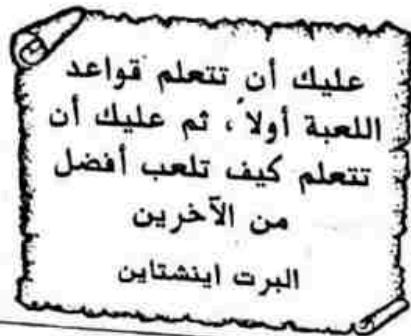 عليك أن تتعلم قواعد
اللعبة أولاً ، ثم عليك أن
تتعلم كيف تلعب أفضل
من الآخرين
البرت اينشتاين